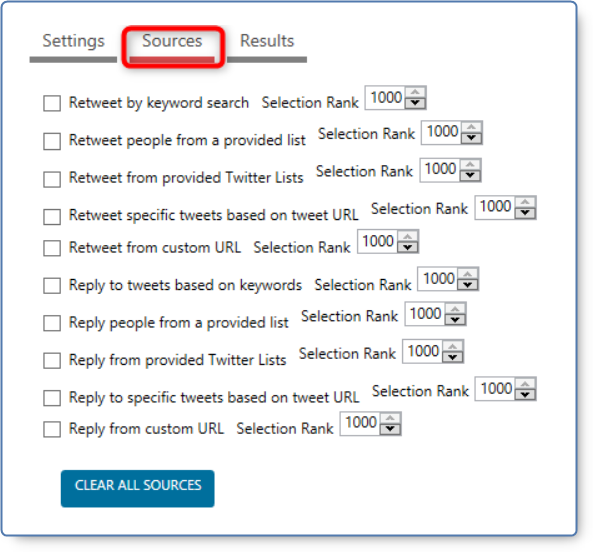 Settings Sources Results
Retweet by keyword search Selection Rank 1000
Retweet people from a provided list Selection Rank 1000
Retweet from provided Twitter Lists Selection Rank 1000
Retweet specific tweets based on tweet URL Selection Rank 1000
Retweet from custom URL Selection Rank 1000
Reply to tweets based on keywords Selection Rank 1000
Reply people from a provided list Selection Rank 1000
Reply from provided Twitter Lists Selection Rank 1000
Reply to specific tweets based on tweet URL Selection Rank 1000
Reply from custom URL Selection Rank 1000
CLEAR ALL SOURCES